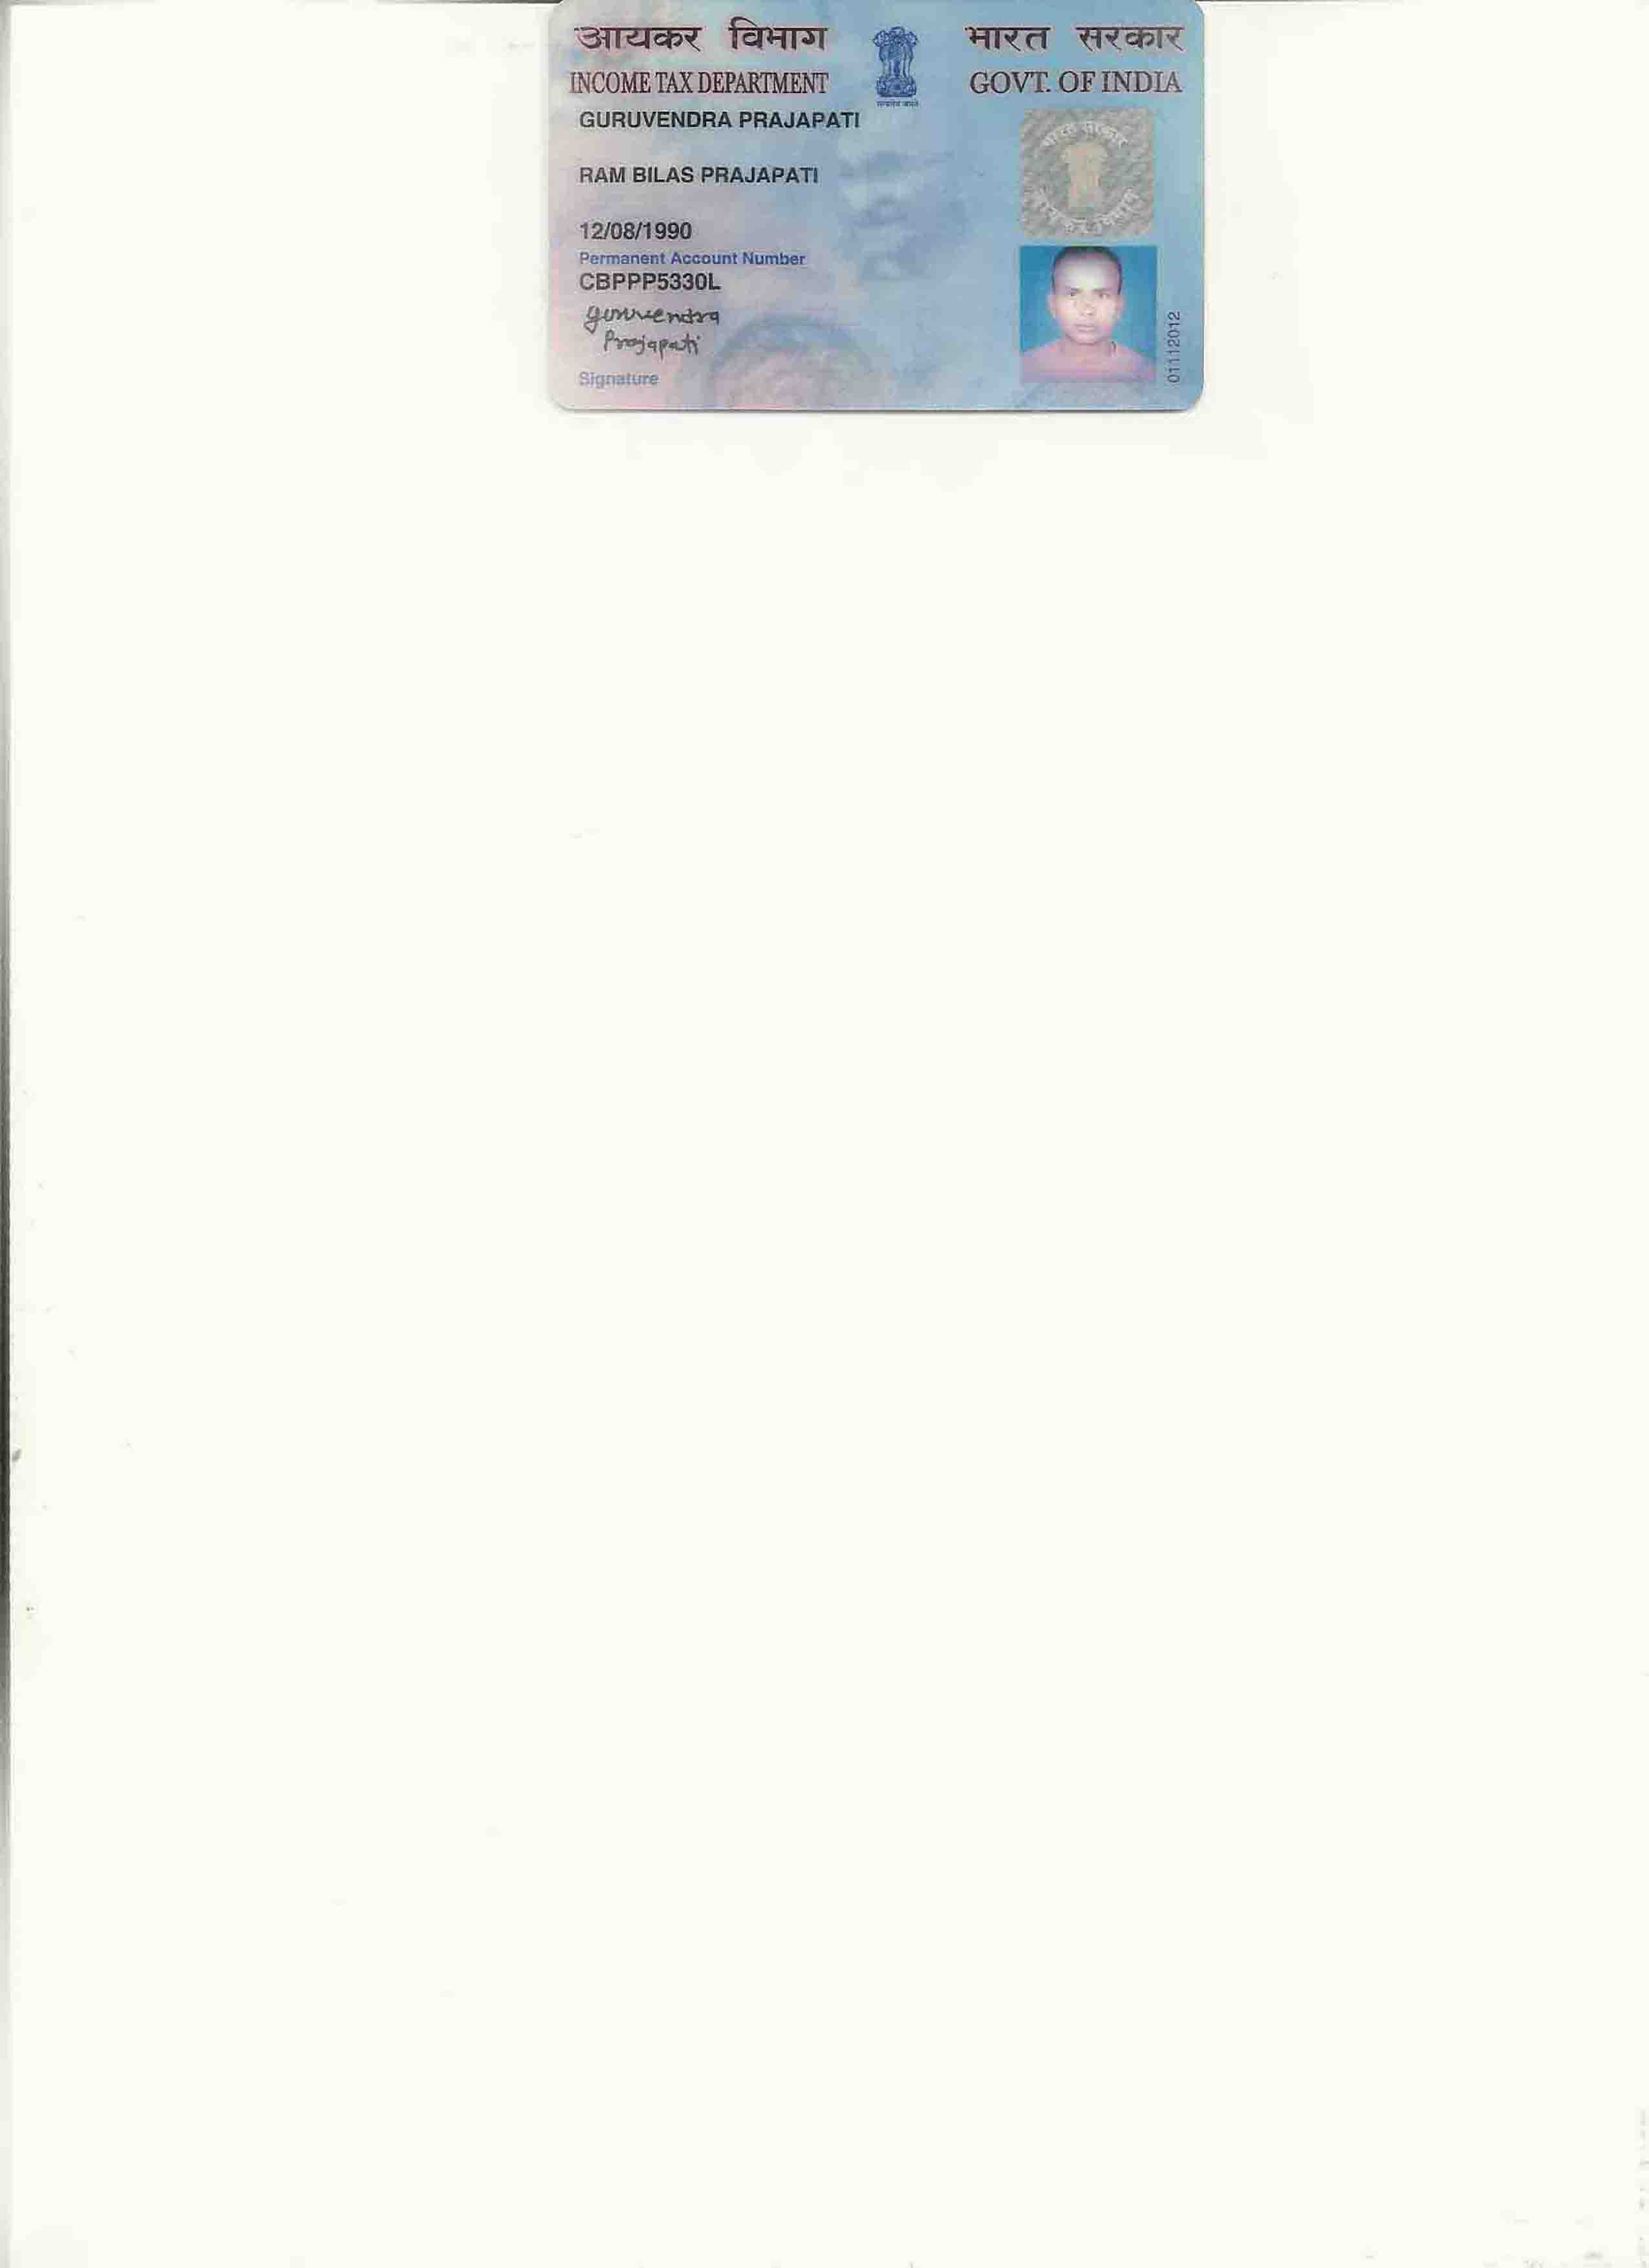 आयकर विभाग
भारत सरकार
INCOME TAX DEPARTMENT
GOVT. OF INDIA
सत्यमेव जयते
GURUVENDRA PRAJAPATI
RAM BILAS PRAJAPATI
12/08/1990
Permanent Account Number
CBPPP5330L
guruvendra
Prajapati
Signature
01112012